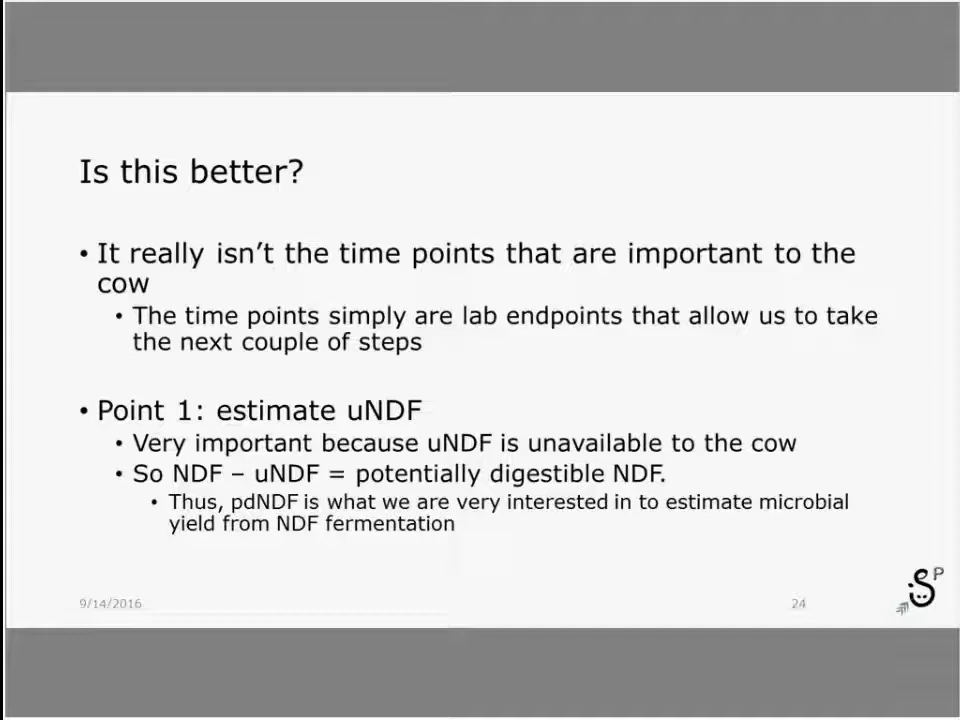 Is this better?
• It really isn't the time points that are important to the
cow
• The time points simply are lab endpoints that allow us to take
the next couple of steps
• Point 1: estimate uNDF
• Very important because uNDF is unavailable to the cow
• So NDF – uNDF = potentially digestible NDF.
• Thus, pdNDF is what we are very interested in to estimate microbial
yield from NDF fermentation
9/14/2016
24
S P